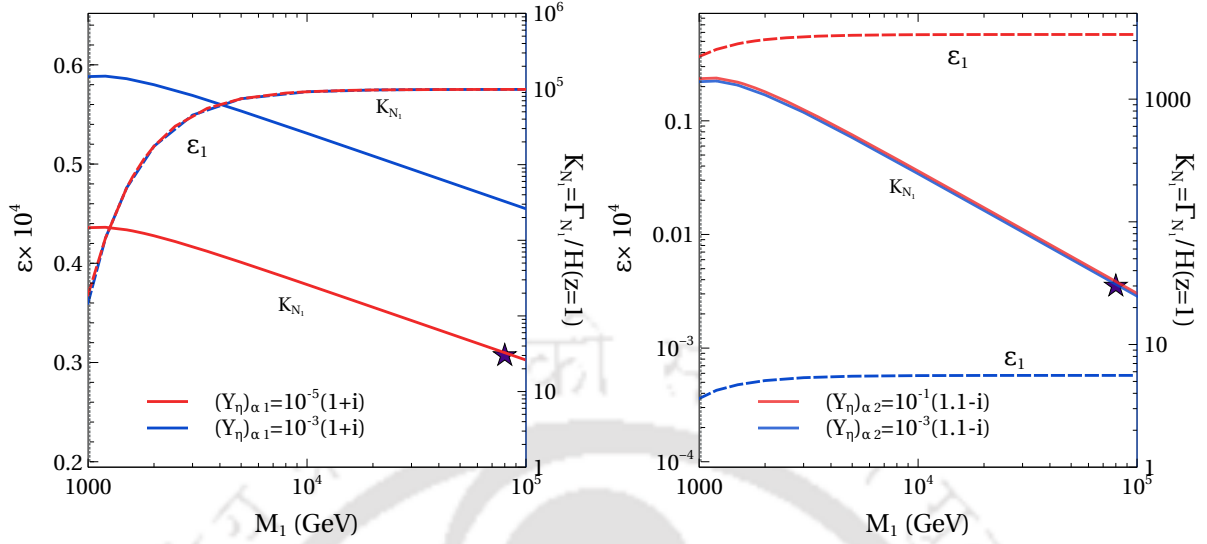 ε× 10⁴
0.6
0.5
0.4
0.3
0.2
10⁶
10⁵
10
1
K_N₁=Γ_N₁/H(z=1)
K_N₁
ε₁
K_N₁
(Y_η)_α1=10⁻⁵(1+i)
(Y_η)_α1=10⁻³(1+i)
1000
10⁴
10⁵
M₁ (GeV)
ε× 10⁴
0.1
0.01
10⁻³
10⁻⁴
1000
10
1
K_N₁=Γ_N₁/H(z=1)
ε₁
K_N₁
ε₁
(Y_η)_α2=10⁻¹(1.1-i)
(Y_η)_α2=10⁻³(1.1-i)
1000
10⁴
10⁵
M₁ (GeV)